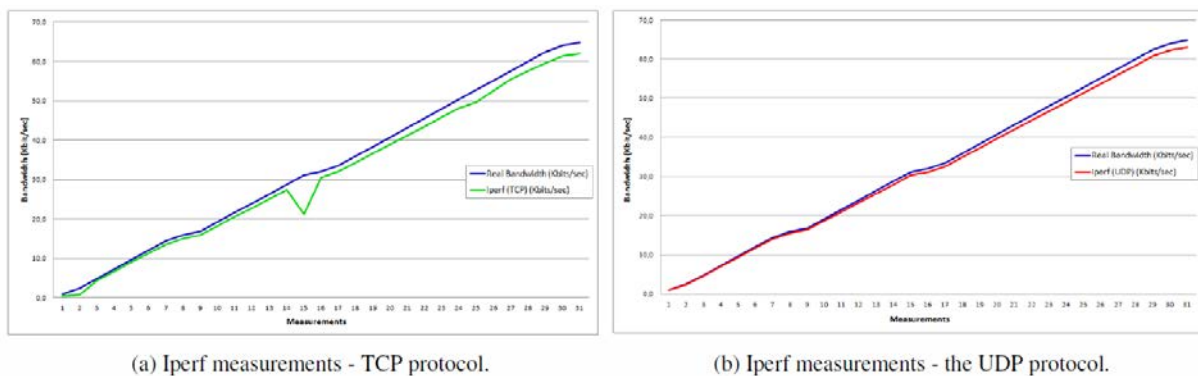 70,0
60,0
50,0
40,0
30,0
20,0
10,0
0,0
Bandwidth [Kbit/sec]
Real Bandwidth (Kbits/sec)
Iperf (TCP) (Kbits/sec)
1 2 3 4 5 6 7 8 9 10 11 12 13 14 15 16 17 18 19 20 21 22 23 24 25 26 27 28 29 30 31
Measurements
(a) Iperf measurements - TCP protocol.
70,0
60,0
50,0
40,0
30,0
20,0
10,0
0,0
Bandwidth [Kbit/sec]
Real Bandwidth (Kbits/sec)
Iperf (UDP) (Kbits/sec)
1 2 3 4 5 6 7 8 9 10 11 12 13 14 15 16 17 18 19 20 21 22 23 24 25 26 27 28 29 30 31
Measurements
(b) Iperf measurements - the UDP protocol.